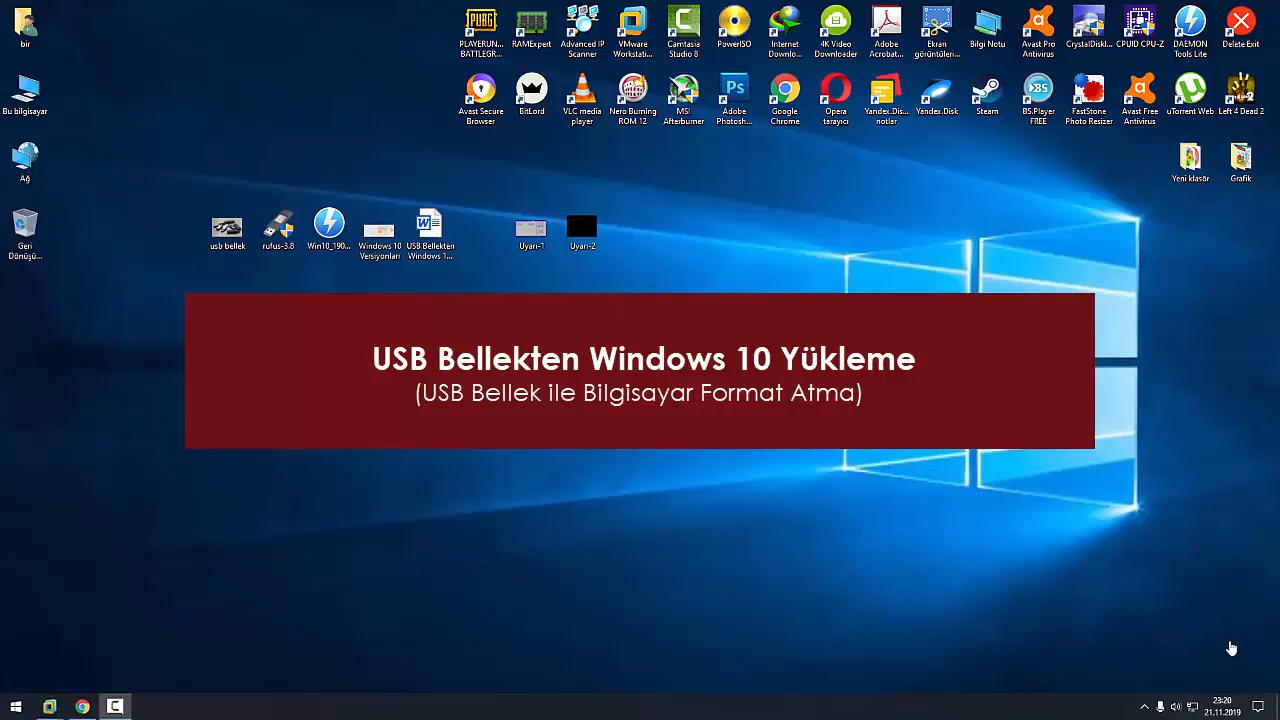 bir
PLAYERUN...
BATTLEGR...
RAMExpert
Advanced IP
Scanner
VMware
Workstati...
Camtasia
Studio 8
PowerISO
Internet
Downlo...
4K Video
Downloader
Adobe
Acrobat...
Ekran
görüntüleri...
Bilgi Notu
Avast Pro
Antivirus
CrystalDiskI...
CPUID CPU-Z
DAEMON
Tools Lite
Delete Exit
Bu bilgisayar
Avast Secure
Browser
BitLord
VLC media
player
Nero Burning
ROM 12
MSI
Afterburner
Adobe
Photosh...
Google
Chrome
Opera
tarayıcı
Yandex.Dis...
notlar
Yandex.Disk
Steam
BS.Player
FREE
FastStone
Photo Resizer
Avast Free
Antivirus
uTorrent Web
Left 4 Dead 2
Ağ
Yeni klasör
Grafik
Geri
Dönüşü...
usb bellek
rufus-3.8
Win10_190...
Windows 10
Versiyonları
USB Bellekten
Windows 1...
Uyarı-1
Uyarı-2
USB Bellekten Windows 10 Yükleme
(USB Bellek ile Bilgisayar Format Atma)
23:20
21.11.2019